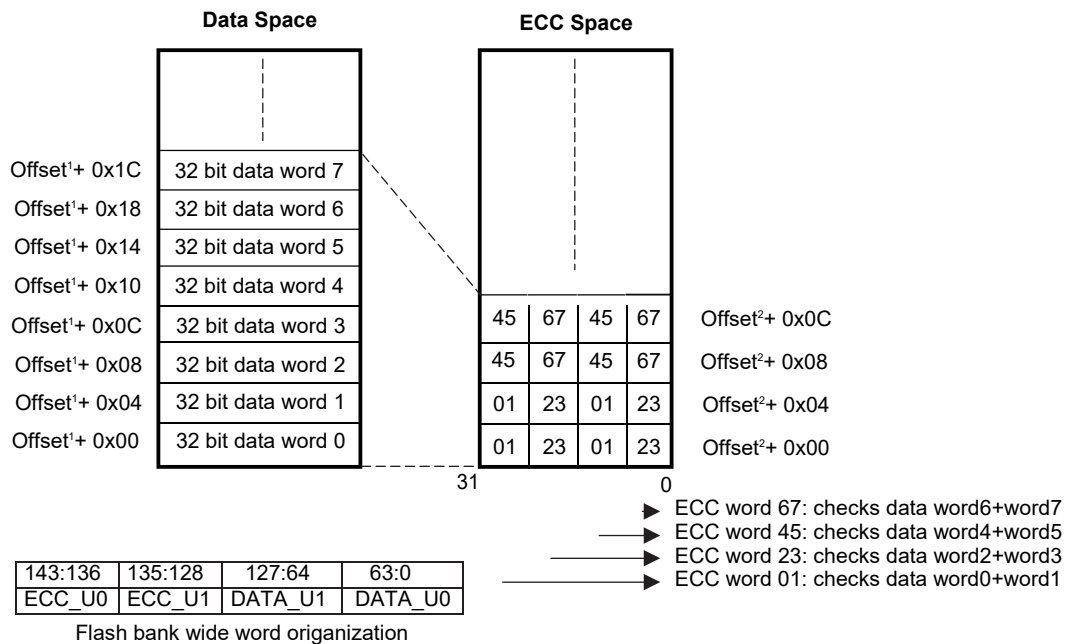 Data Space
ECC Space
Offset¹+ 0x1C 32 bit data word 7
Offset¹+ 0x18 32 bit data word 6
Offset¹+ 0x14 32 bit data word 5
Offset¹+ 0x10 32 bit data word 4
Offset¹+ 0x0C 32 bit data word 3
Offset¹+ 0x08 32 bit data word 2
Offset¹+ 0x04 32 bit data word 1
Offset¹+ 0x00 32 bit data word 0
45 67 45 67 Offset²+ 0x0C
45 67 45 67 Offset²+ 0x08
01 23 01 23 Offset²+ 0x04
01 23 01 23 Offset²+ 0x00
31 0
ECC word 67: checks data word6+word7
ECC word 45: checks data word4+word5
ECC word 23: checks data word2+word3
ECC word 01: checks data word0+word1
143:136 135:128 127:64 63:0
ECC_U0 ECC_U1 DATA_U1 DATA_U0
Flash bank wide word origanization